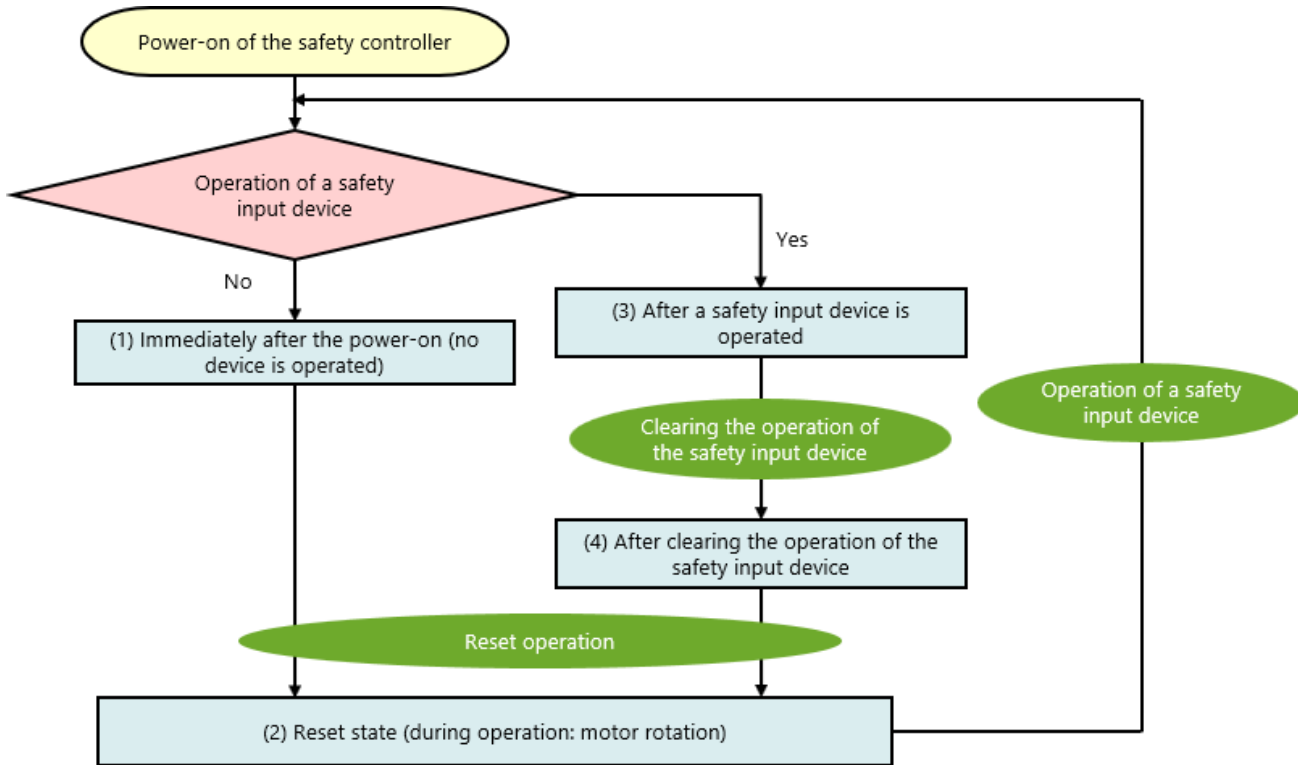 Power-on of the safety controller
Operation of a safety
input device
Yes
No
(1) Immediately after the power-on (no
device is operated)
(3) After a safety input device is
operated
Operation of a safety
input device
Clearing the operation of
the safety input device
(4) After clearing the operation of the
safety input device
Reset operation
(2) Reset state (during operation: motor rotation)